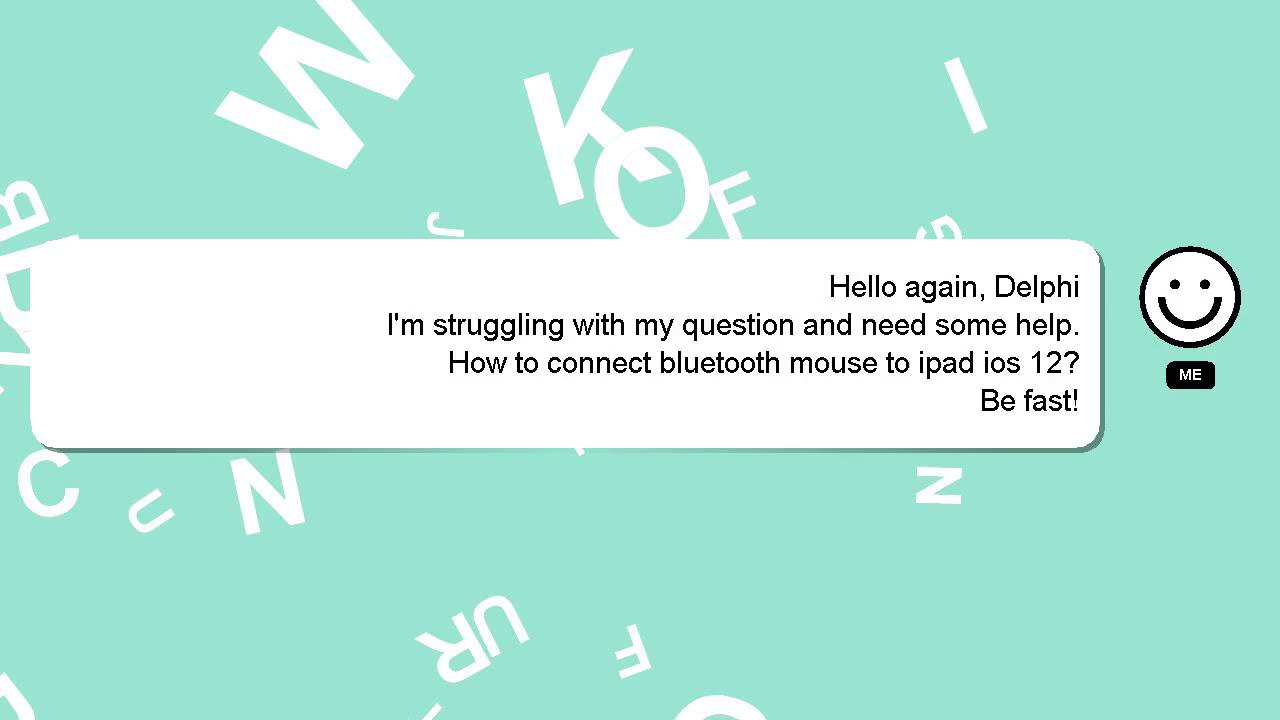 W
K
O
F
I
J
G
B
D
Hello again, Delphi
I'm struggling with my question and need some help.
How to connect bluetooth mouse to ipad ios 12?
Be fast!
ME
C
U
N
N
U
R
F